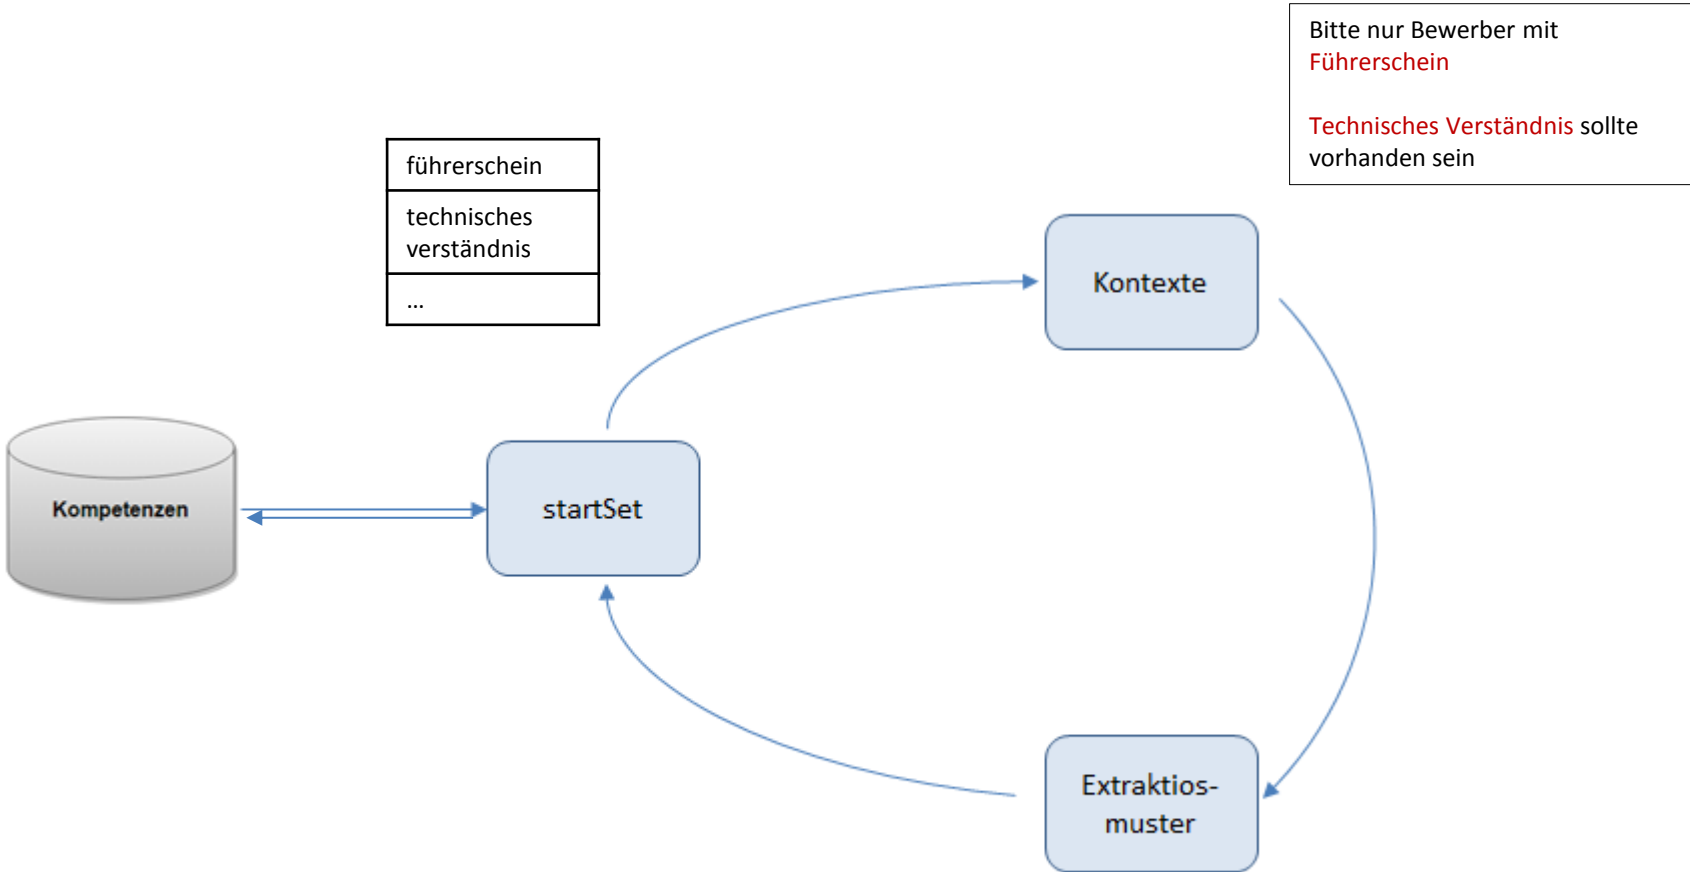 Bitte nur Bewerber mit
Führerschein
Technisches Verständnis sollte
vorhanden sein
führerschein
technisches
verständnis
...
Kontexte
Kompetenzen
startSet
Extraktios-
muster